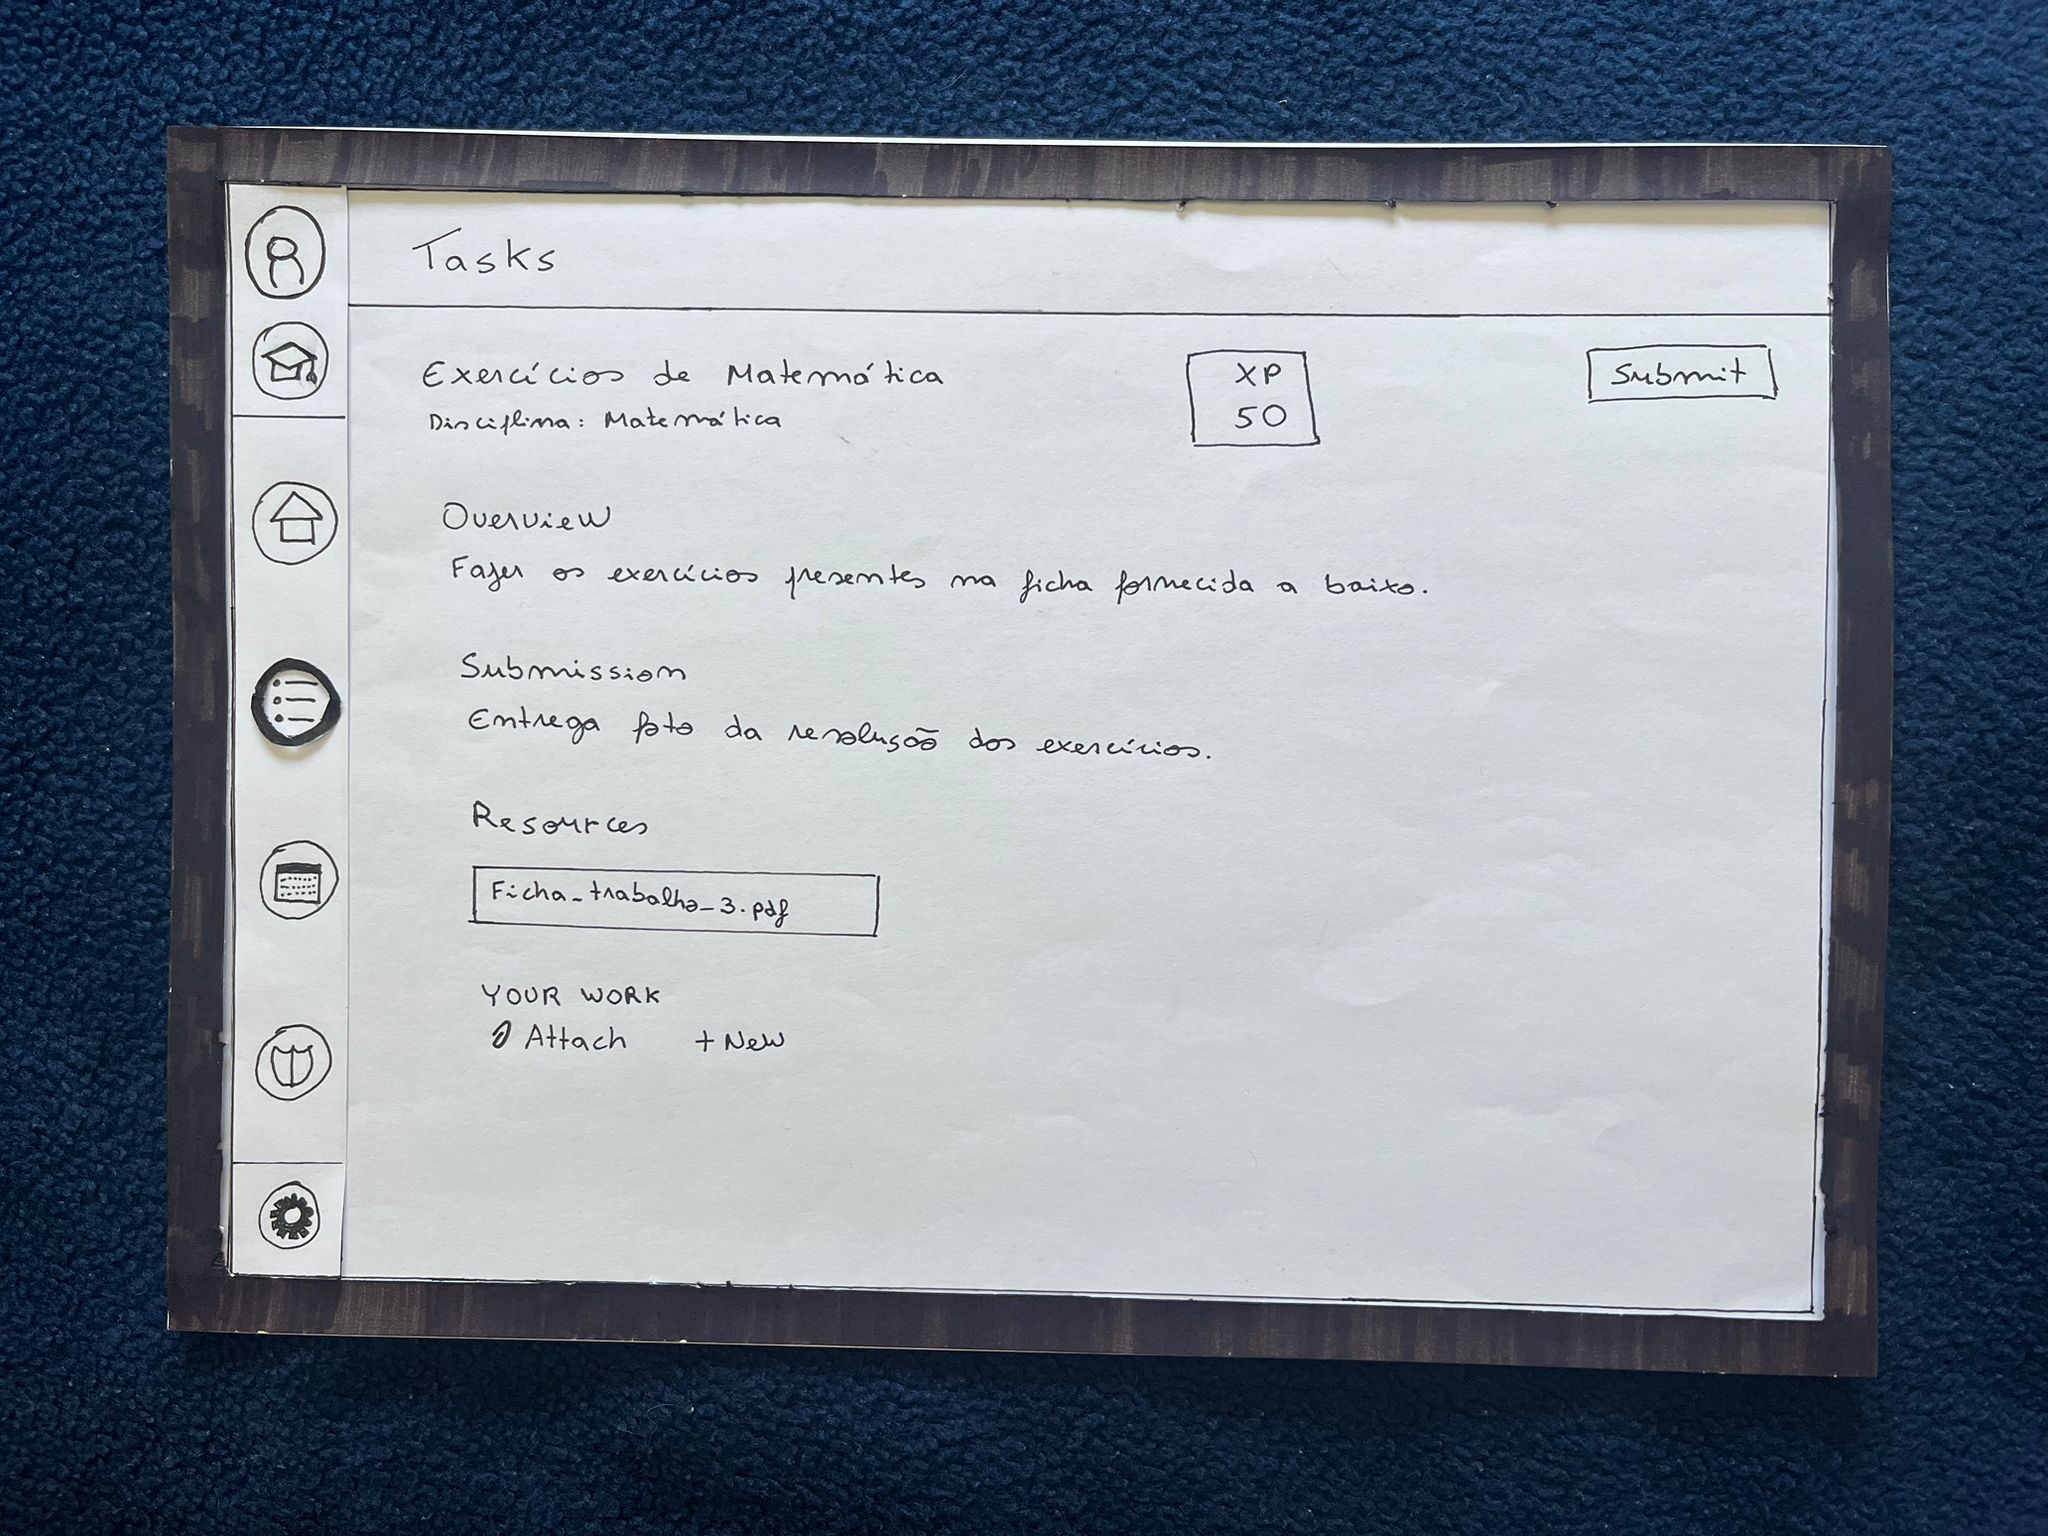 Tasks
Exercícios de Matemática
Disciplina: Matemática
XP
50
Submit
Overview
Fazer os exercícios presentes na ficha fornecida a baixo.
Submission
Entrega foto da resolução dos exercícios.
Resources
Ficha_trabalho_3.pdf
YOUR WORK
Attach +New